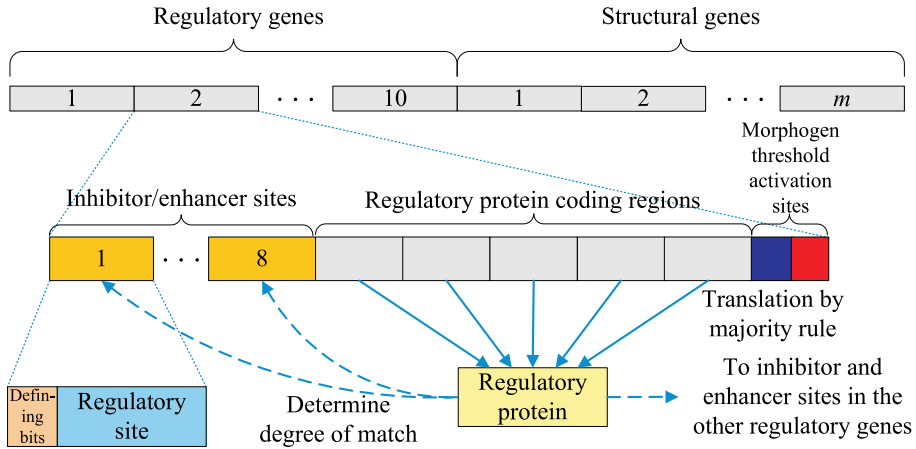 Regulatory genes
Structural genes
1
2
· · ·
10
1
2
· · ·
m
Morphogen
threshold
activation
sites
Inhibitor/enhancer sites
Regulatory protein coding regions
1
· · ·
8
Translation by
majority rule
Defin-
ing
bits
Regulatory
site
Determine
degree of match
Regulatory
protein
To inhibitor and
enhancer sites in the
other regulatory genes